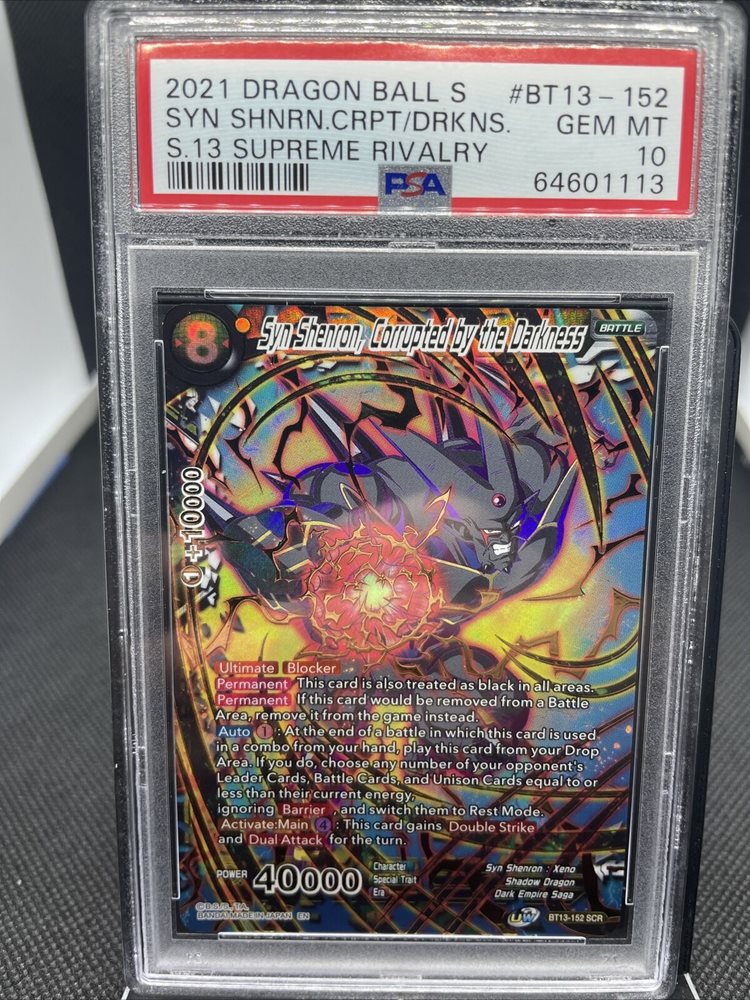 2021 DRAGON BALL S #BT13-152
SYN SHNRN.CRPT/DRKNS. GEM MT
S.13 SUPREME RIVALRY 10
PSA 64601113
8 Syn Shenron, Corrupted by the Darkness BATTLE
1 +10000
Ultimate Blocker
Permanent This card is also treated as black in all areas.
Permanent If this card would be removed from a Battle
Area, remove it from the game instead.
Auto 1 : At the end of a battle in which this card is used
in a combo from your hand, play this card from your Drop
Area. If you do, choose any number of your opponent's
Leader Cards, Battle Cards, and Unison Cards equal to or
less than their current energy,
ignoring Barrier , and switch them to Rest Mode.
Activate:Main 4 : This card gains Double Strike
and Dual Attack for the turn.
POWER 40000
Character Syn Shenron : Xeno
Special Trait Shadow Dragon
Era Dark Empire Saga
©B.S./S., T.A.
BANDAI MADE IN JAPAN EN
UW BT13-152 SCR